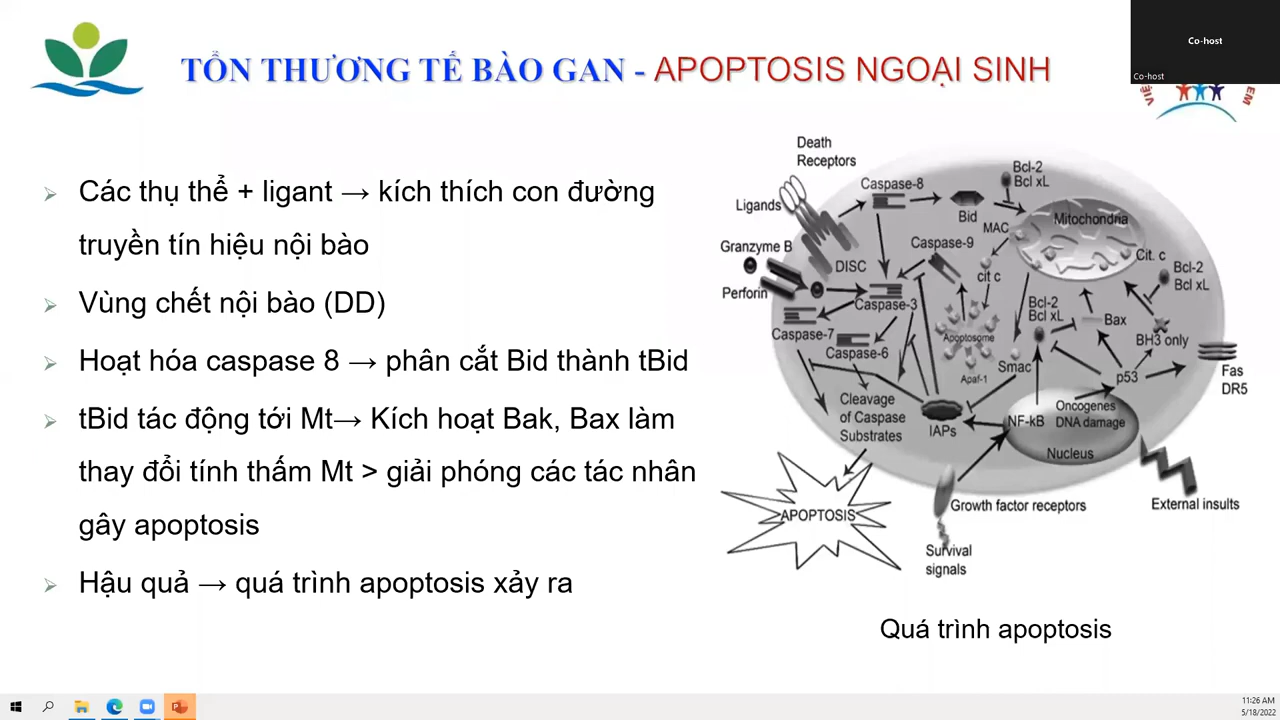 Co-host
Co-host
TỔN THƯƠNG TẾ BÀO GAN - APOPTOSIS NGOẠI SINH
VIỆ
EM
Các thụ thể + ligant → kích thích con đường
truyền tín hiệu nội bào
Vùng chết nội bào (DD)
Hoạt hóa caspase 8 → phân cắt Bid thành tBid
tBid tác động tới Mt→ Kích hoạt Bak, Bax làm
thay đổi tính thấm Mt > giải phóng các tác nhân
gây apoptosis
Hậu quả → quá trình apoptosis xảy ra
Death
Receptors
Ligands
Granzyme B
Perforin
DISC
Caspase-8
Bid
Bcl-2
Bcl xL
MAC
Mitochondria
Caspase-9
cit c
Cit. c
Bcl-2
Bcl xL
Caspase-3
Bcl-2
Bcl xL
Bax
BH3 only
Caspase-7
Caspase-6
Apoptosome
Apaf-1
Smac
p53
Fas
DR5
Cleavage
of Caspase
Substrates
IAPs
NF-kB
Oncogenes
DNA damage
Nucleus
APOPTOSIS
Growth factor receptors
External insults
Survival
signals
Quá trình apoptosis
11:26 AM
5/18/2022